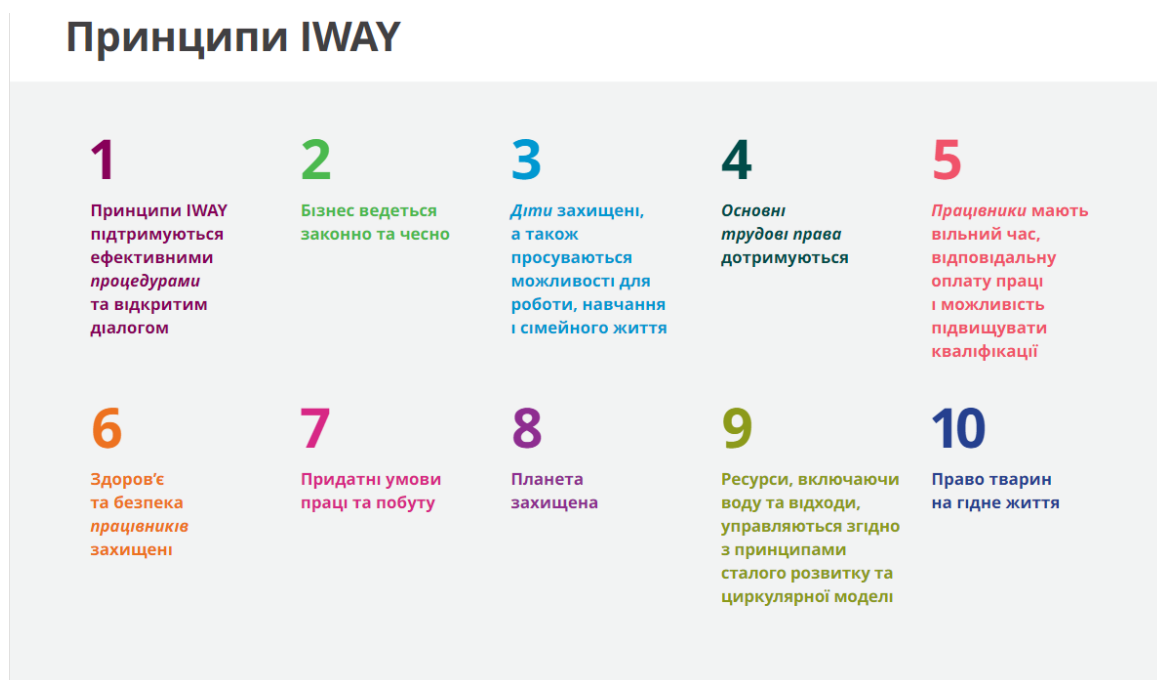 Принципи IWAY
1
Принципи IWAY
підтримуються
ефективними
процедурами
та відкритим
діалогом
2
Бізнес ведеться
законно та чесно
3
Діти захищені,
а також
просуваються
можливості для
роботи, навчання
і сімейного життя
4
Основні
трудові права
дотримуються
5
Працівники мають
вільний час,
відповідальну
оплату праці
і можливість
підвищувати
кваліфікації
6
Здоров’є
та безпека
працівників
захищені
7
Придатні умови
праці та побуту
8
Планета
захищена
9
Ресурси, включаючи
воду та відходи,
управляються згідно
з принципами
сталого розвитку та
циркулярної моделі
10
Право тварин
на гідне життя